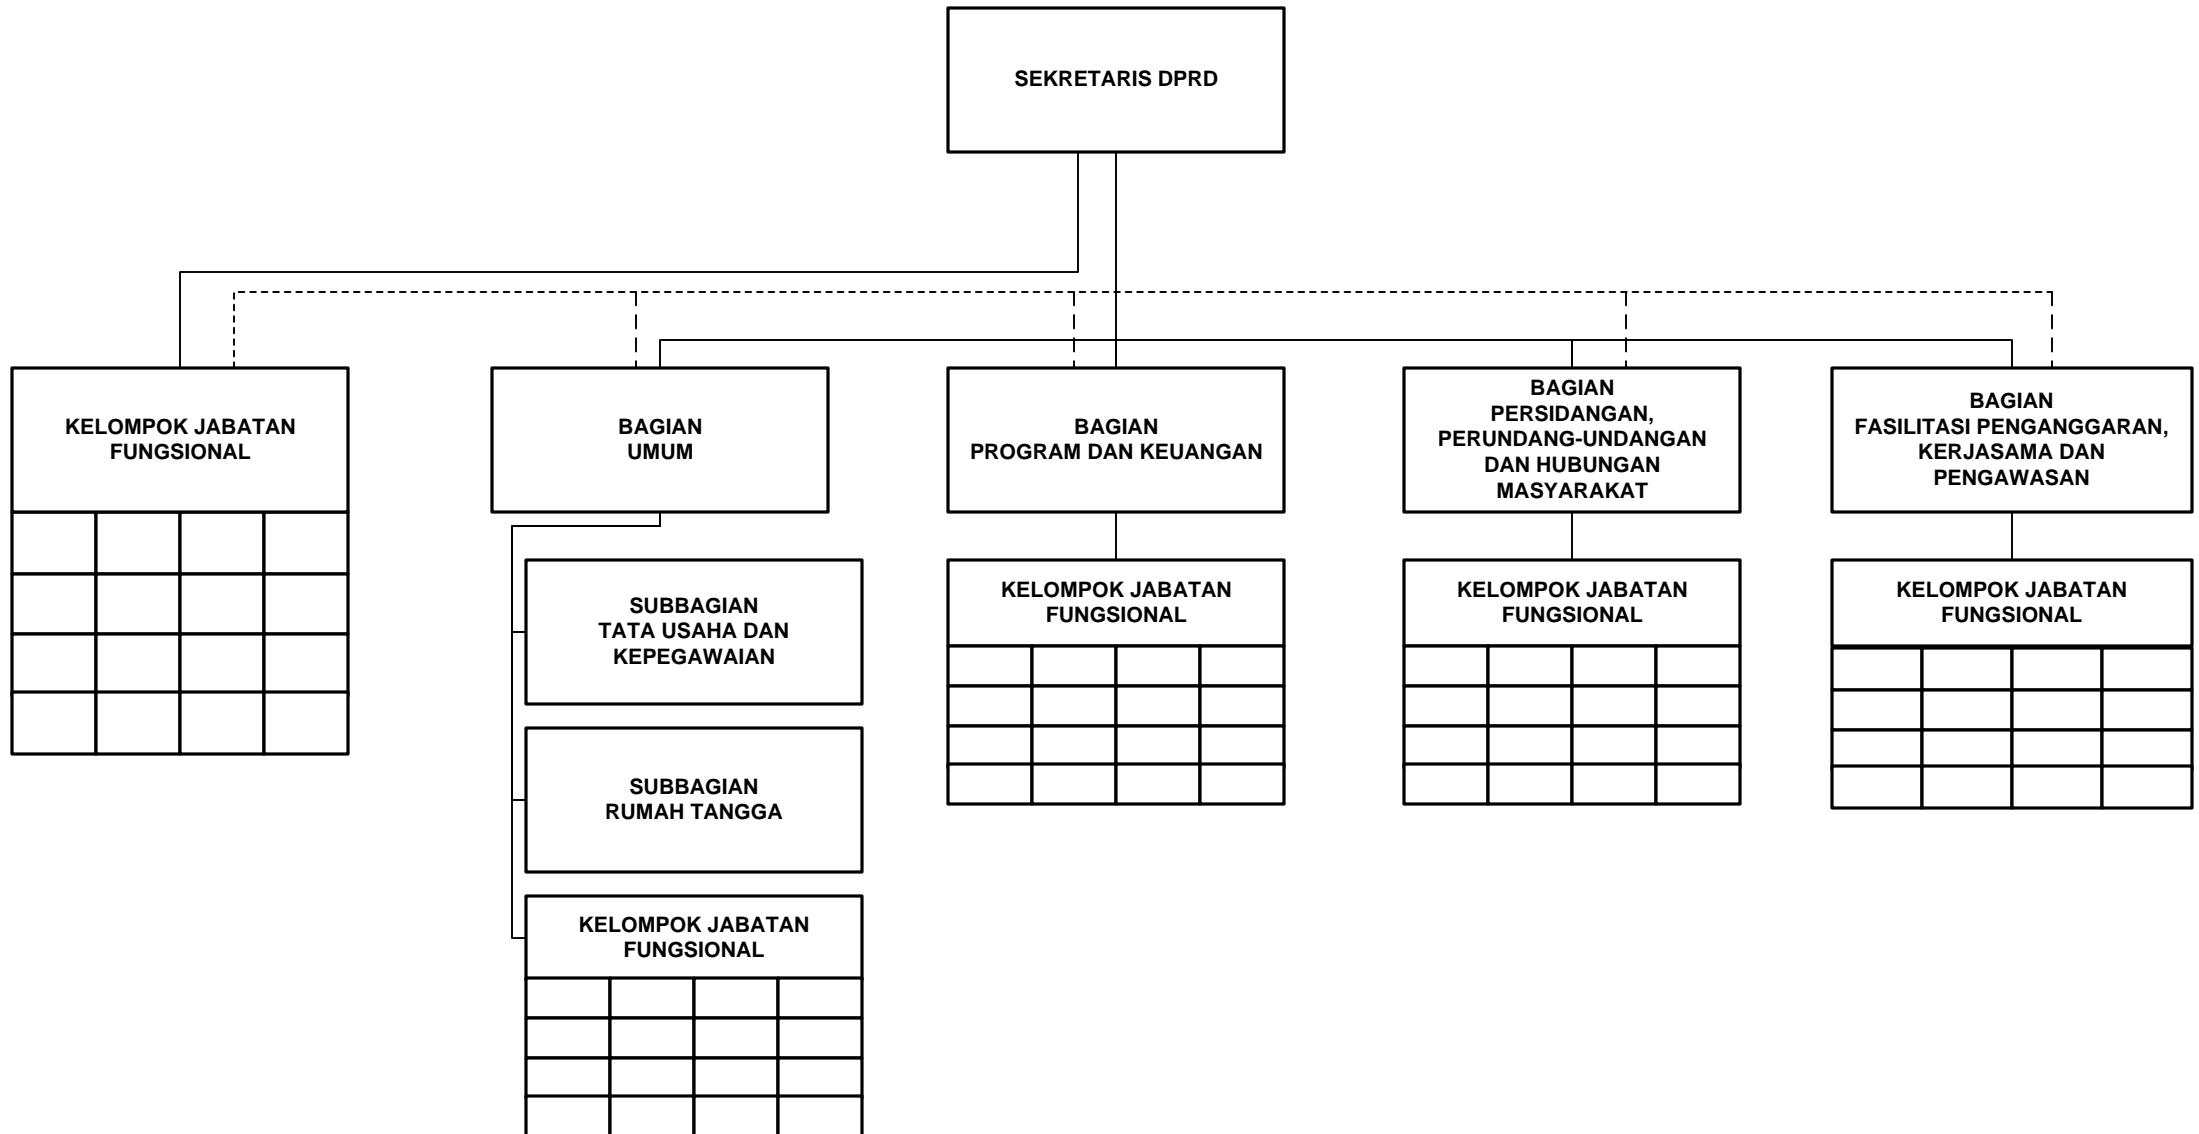 SEKRETARIS DPRD
KELOMPOK JABATAN
FUNGSIONAL
BAGIAN
UMUM
BAGIAN
PROGRAM DAN KEUANGAN
BAGIAN
PERSIDANGAN,
PERUNDANG-UNDANGAN
DAN HUBUNGAN
MASYARAKAT
BAGIAN
FASILITASI PENGANGGARAN,
KERJASAMA DAN
PENGAWASAN
SUBBAGIAN
TATA USAHA DAN
KEPEGAWAIAN
SUBBAGIAN
RUMAH TANGGA
KELOMPOK JABATAN
FUNGSIONAL
KELOMPOK JABATAN
FUNGSIONAL
KELOMPOK JABATAN
FUNGSIONAL
KELOMPOK JABATAN
FUNGSIONAL